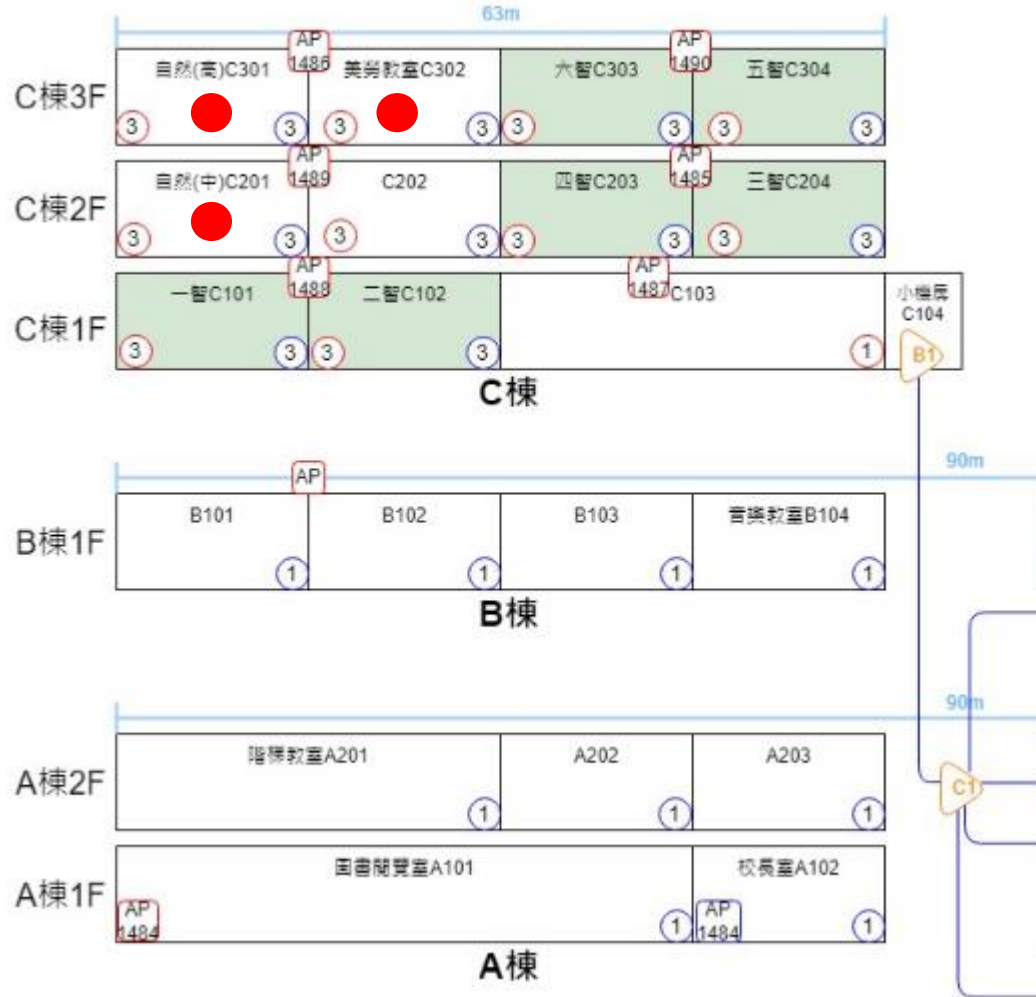 63m
C棟3F
自然(高)C301
AP
1486
美勞教室C302
六智C303
AP
1490
五智C304
3
3
3
3
3
3
3
3
C棟2F
自然(中)C201
AP
1489
C202
四智C203
AP
1485
三智C204
3
3
3
3
3
3
3
3
C棟1F
一智C101
AP
1488
二智C102
AP
1487
C103
小機房
C104
3
3
3
3
1
B1
C棟
90m
AP
B棟1F
B101
B102
B103
音樂教室B104
1
1
1
1
B棟
90m
A棟2F
階梯教室A201
A202
A203
1
1
1
C1
A棟1F
圖書閱覽室A101
校長室A102
AP
1484
1
AP
1484
1
A棟